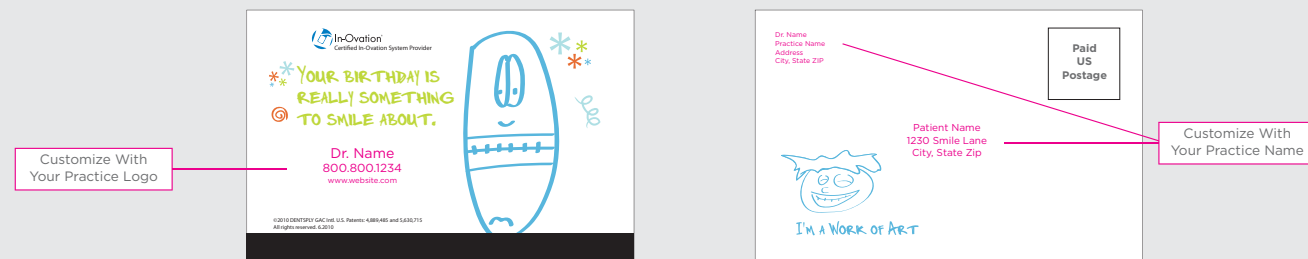 In-Ovation
Certified In-Ovation System Provider
YOUR BIRTHDAY IS
REALLY SOMETHING
TO SMILE ABOUT.
Dr. Name
800.800.1234
www.website.com
Customize With
Your Practice Logo
©2010 DENTSPLY GAC Intl. U.S. Patents: 4,889,485 and 5,630,715
All rights reserved. 6.2010
Dr. Name
Practice Name
Address
City, State ZIP
Paid
US
Postage
Patient Name
1230 Smile Lane
City, State Zip
Customize With
Your Practice Name
I'M A WORK OF ART